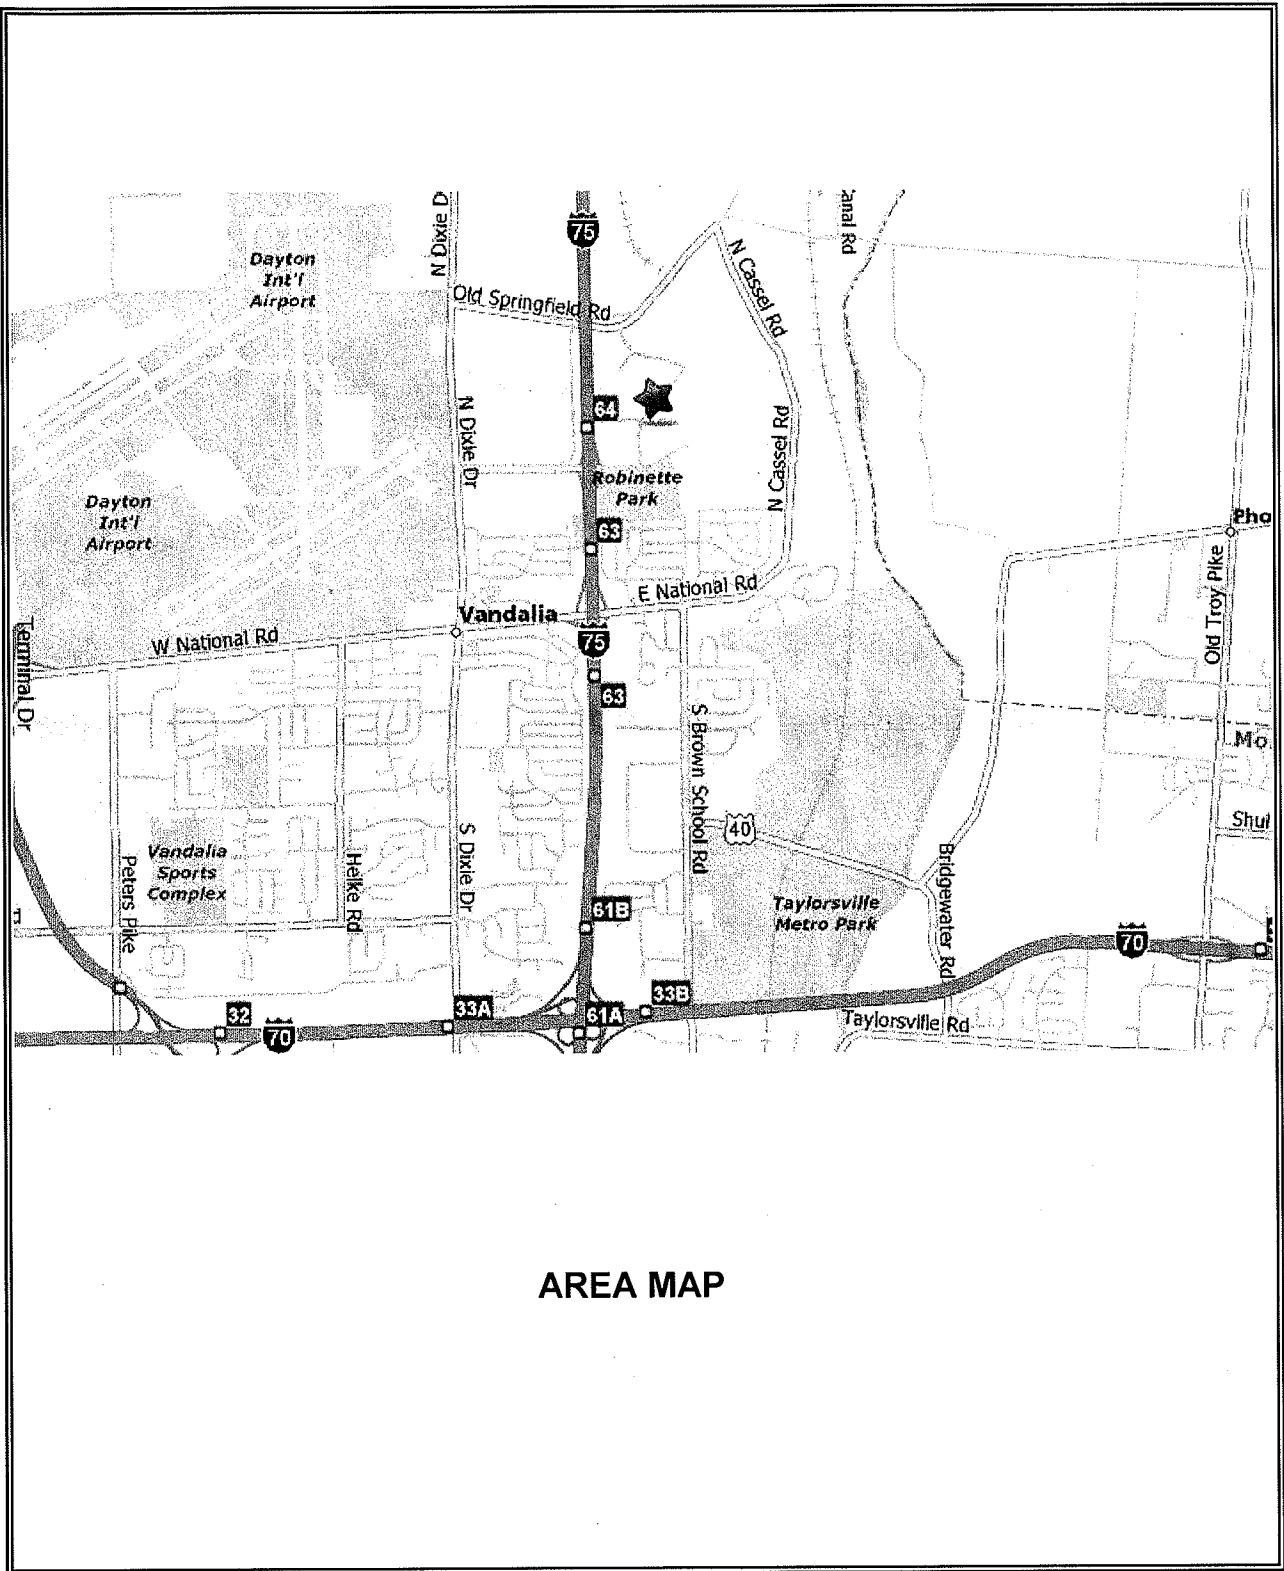 N Dixie D
75
anal Rd
N Cassel Rd
Dayton
Int'l
Airport
Old Springfield Rd
64
N Dixie Dr
N Cassel Rd
Robinette
Park
Dayton
Int'l
Airport
63
Pho
E National Rd
Vandalia
W National Rd
75
Terminal Dr
Old Troy Pike
63
S Brown School Rd
Mo
Shul
40
Vandalia
Sports
Complex
Peters Pike
Helke Rd
S Dixie Dr
61B
Taylorsville
Metro Park
Bridgewater Rd
70
33B
33A
61A
32
70
Taylorsville Rd
AREA MAP